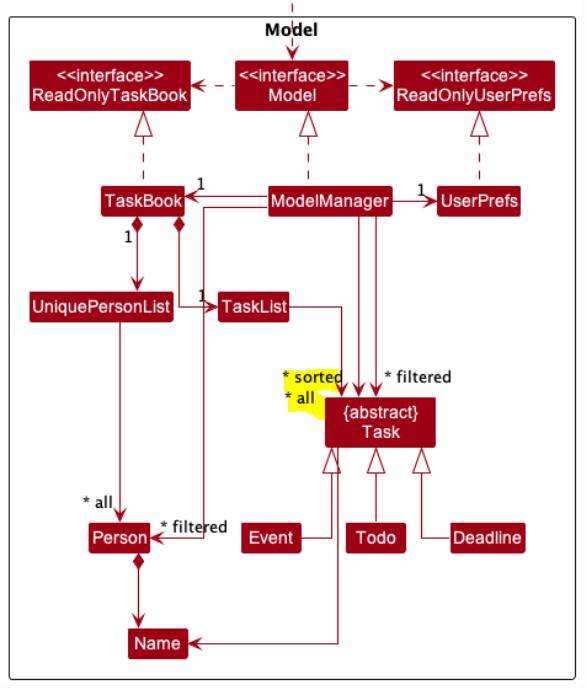 Model
<<interface>>
ReadOnlyTaskBook
<<interface>>
Model
<<interface>>
ReadOnlyUserPrefs
TaskBook
1
ModelManager
1
UserPrefs
1
UniquePersonList
1
TaskList
* sorted
* filtered
* all
{abstract}
Task
* all
* filtered
Person
Event
Todo
Deadline
Name